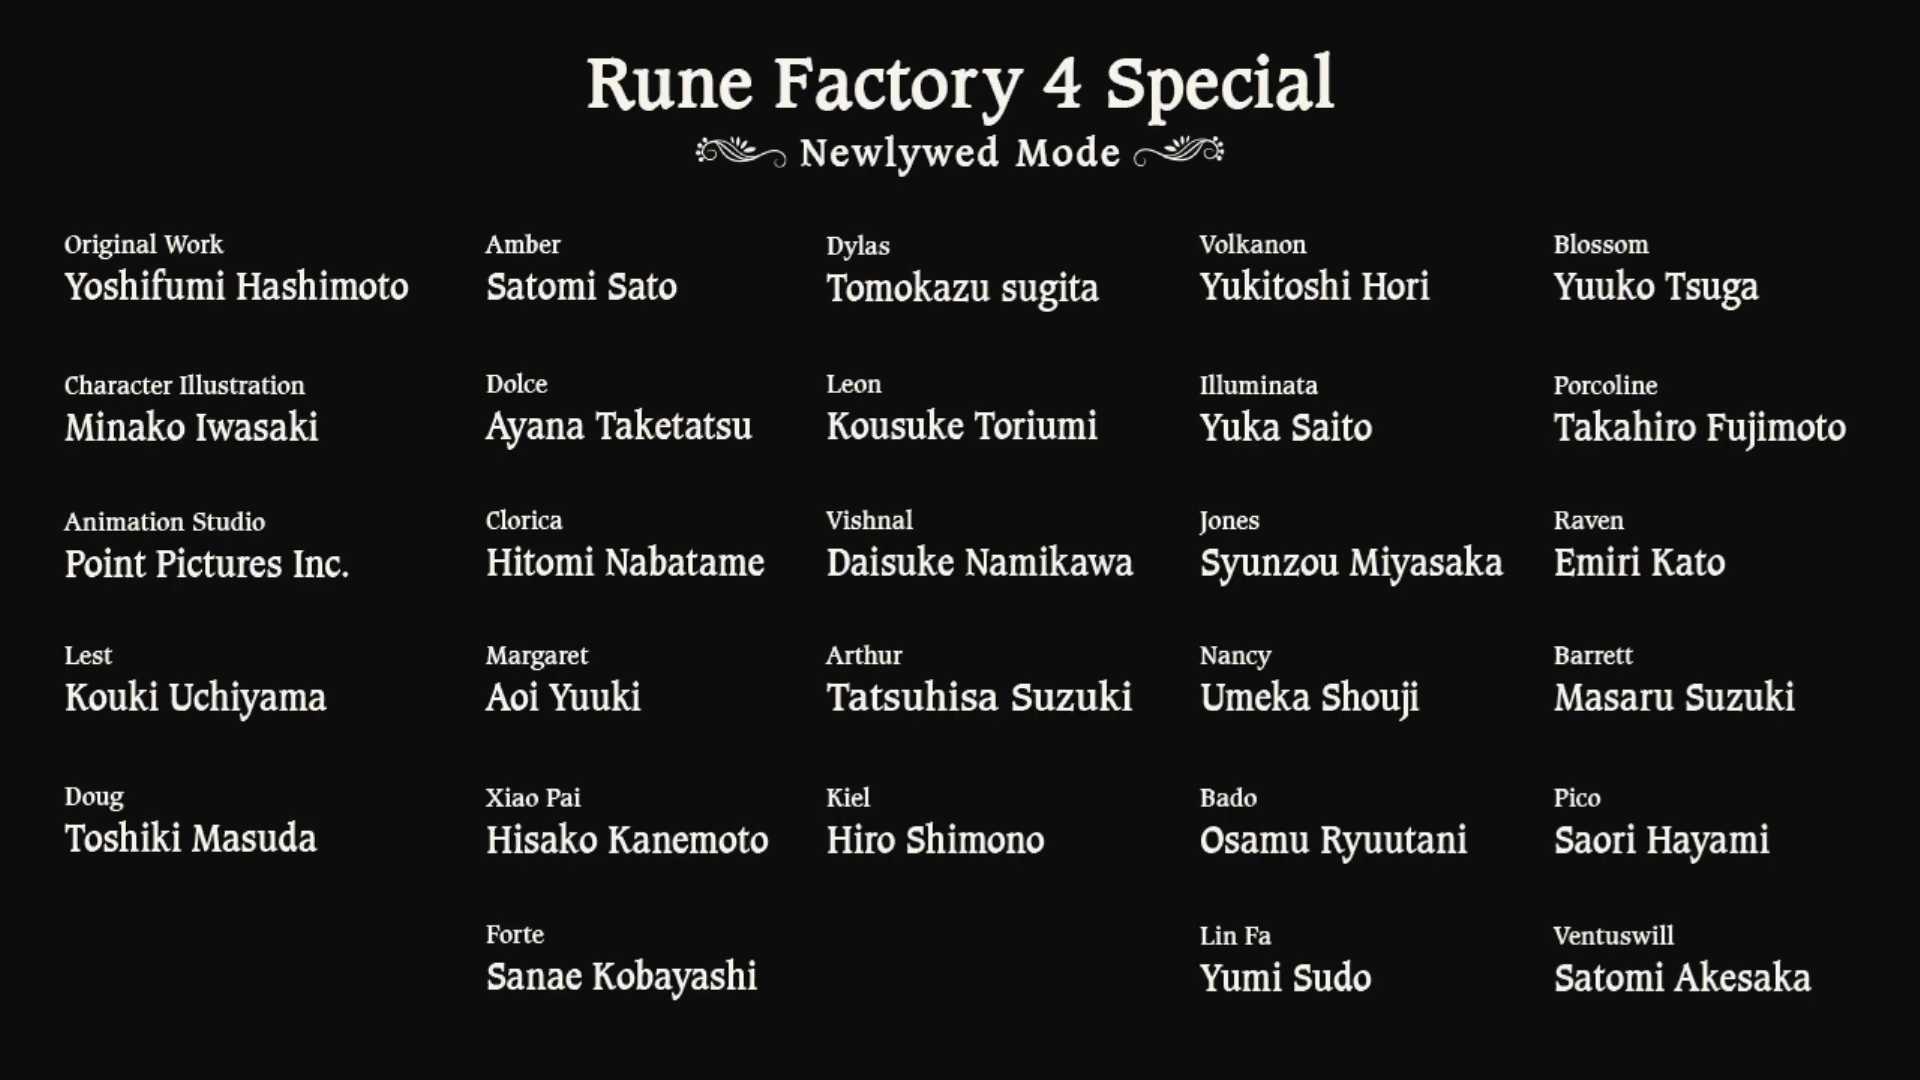 Rune Factory 4 Special
Newlywed Mode
Original Work
Yoshifumi Hashimoto
Character Illustration
Minako Iwasaki
Animation Studio
Point Pictures Inc.
Lest
Kouki Uchiyama
Doug
Toshiki Masuda
Amber
Satomi Sato
Dolce
Ayana Taketatsu
Clorica
Hitomi Nabatame
Margaret
Aoi Yuuki
Xiao Pai
Hisako Kanemoto
Forte
Sanae Kobayashi
Dylas
Tomokazu sugita
Leon
Kousuke Toriumi
Vishnal
Daisuke Namikawa
Arthur
Tatsuhisa Suzuki
Kiel
Hiro Shimono
Volkanon
Yukitoshi Hori
Illuminata
Yuka Saito
Jones
Syunzou Miyasaka
Nancy
Umeka Shouji
Bado
Osamu Ryuutani
Lin Fa
Yumi Sudo
Blossom
Yuuko Tsuga
Porcoline
Takahiro Fujimoto
Raven
Emiri Kato
Barrett
Masaru Suzuki
Pico
Saori Hayami
Ventuswill
Satomi Akesaka